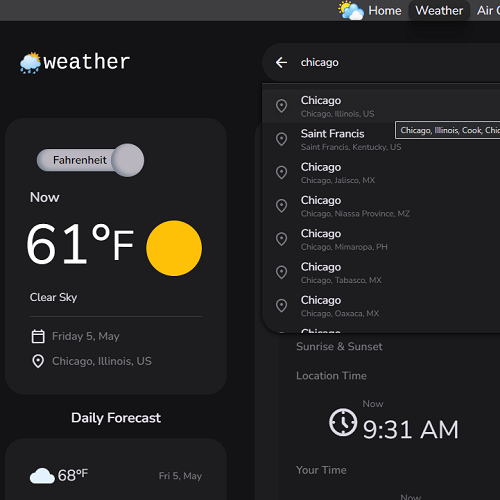 Home
Weather
Air
weather
chicago
Chicago
Chicago, Illinois, US
Chicago, Illinois, Cook,
Saint Francis
Saint Francis, Kentucky, US
Chicago
Chicago, Jalisco, MX
Chicago
Chicago, Niassa Province, MZ
Chicago
Chicago, Mimaropa, PH
Chicago
Chicago, Tabasco, MX
Chicago
Chicago, Oaxaca, MX
Chicago
Fahrenheit
Now
61°F
Clear Sky
Friday 5, May
Chicago, Illinois, US
Daily Forecast
68°F
Fri 5, May
Sunrise & Sunset
Location Time
Now
9:31 AM
Your Time
Now